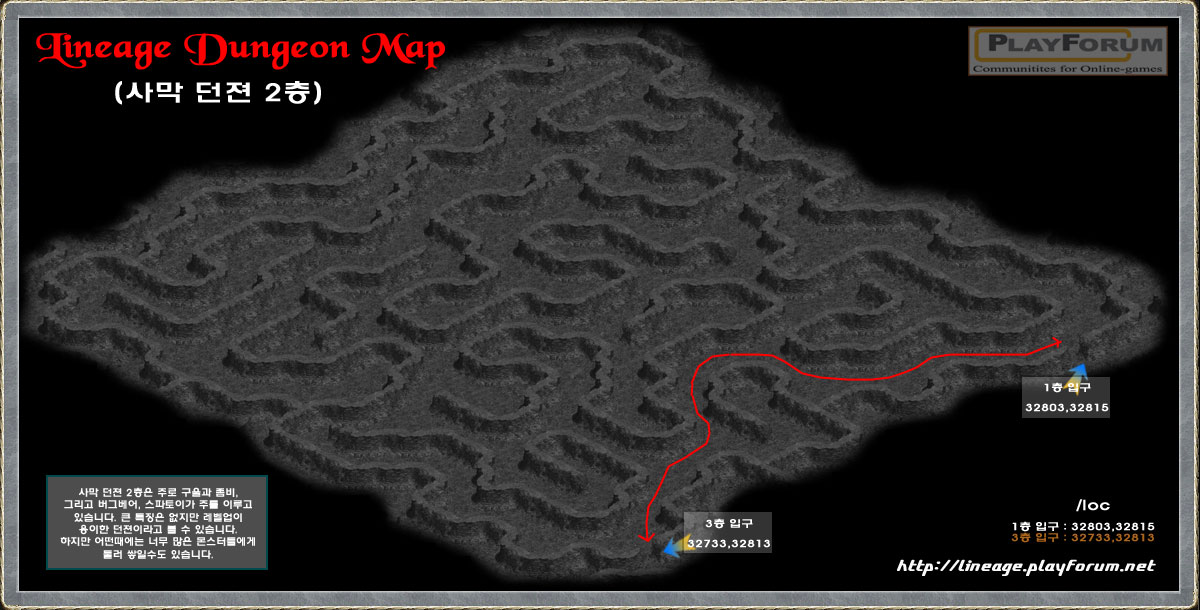 Lineage Dungeon Map
(사막 던젼 2층)
PLAYFORUM
Communitites for Online-games
1층 입구
32803,32815
3층 입구
32733,32813
사막 던젼 2층은 주로 구울과 좀비,
그리고 버그베어, 스파토이가 주를 이루고
있습니다. 큰 특징은 없지만 레벨업이
용이한 던젼이라고 볼 수 있습니다.
하지만 어떤때에는 너무 많은 몬스터들에게
둘러 쌓일수도 있습니다.
/loc
1층 입구 : 32803,32815
3층 입구 : 32733,32813
http://lineage.playforum.net